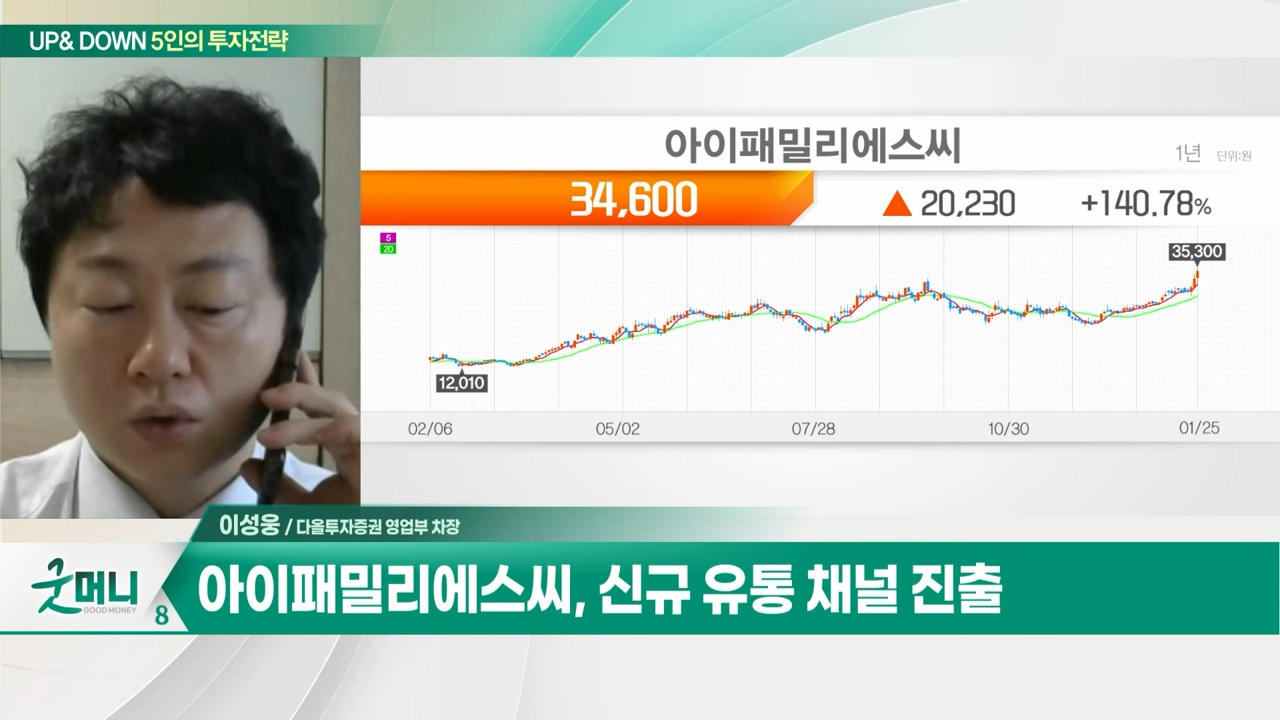 UP& DOWN 5인의 투자전략
아이패밀리에스씨
1년 단위:원
34,600 ▲ 20,230 +140.78%
5
20
35,300
12,010
02/06 05/02 07/28 10/30 01/25
이성웅 / 다올투자증권 영업부 차장
굿머니
GOOD MONEY
8
아이패밀리에스씨, 신규 유통 채널 진출